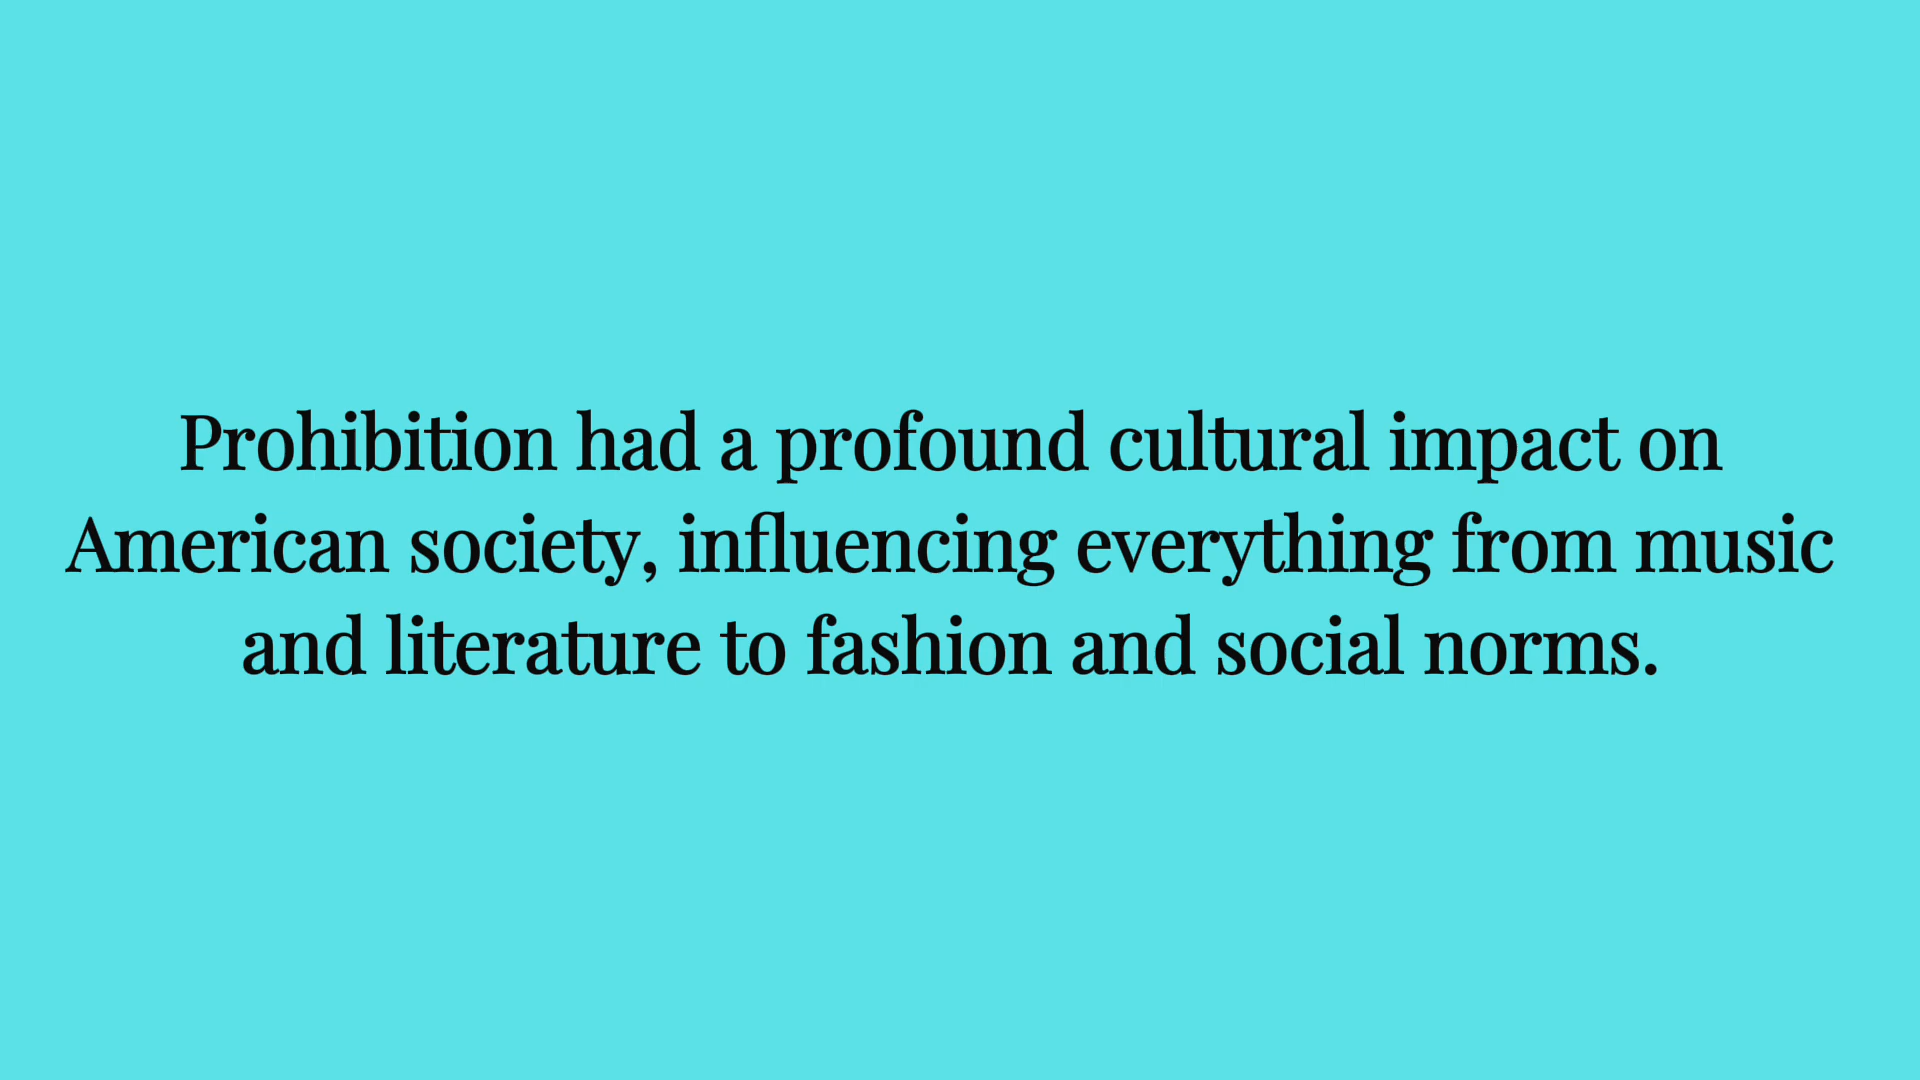 Prohibition had a profound cultural impact on
American society, influencing everything from music
and literature to fashion and social norms.